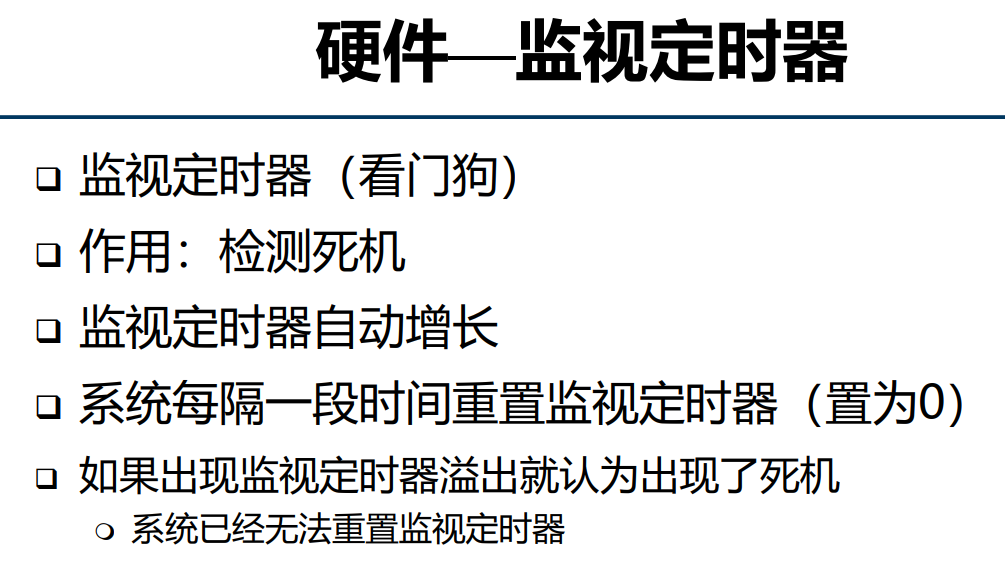 硬件—监视定时器
❑ 监视定时器（看门狗）
❑ 作用：检测死机
❑ 监视定时器自动增长
❑ 系统每隔一段时间重置监视定时器（置为0）
❑ 如果出现监视定时器溢出就认为出现了死机
❍ 系统已经无法重置监视定时器